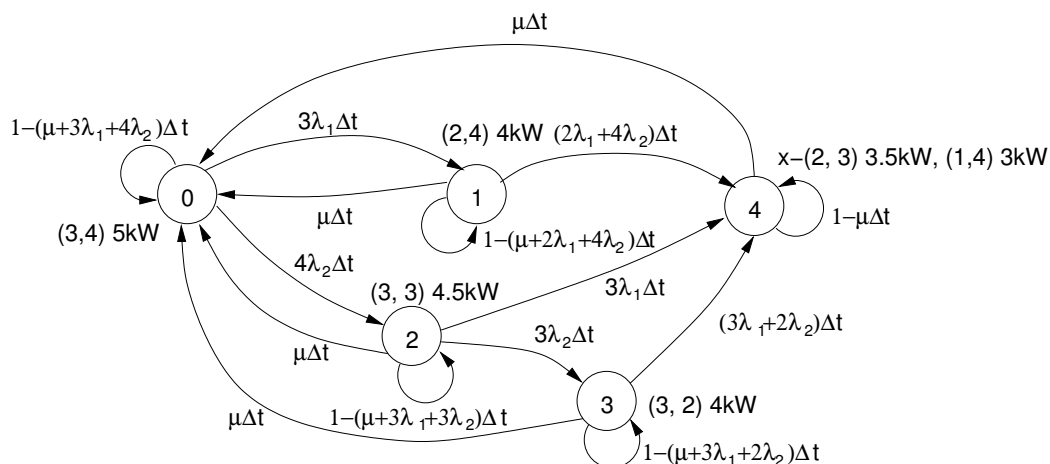 μΔt
1−(μ+3λ₁+4λ₂)Δt
3λ₁Δt
(2,4) 4kW
(2λ₁+4λ₂)Δt
x−(2, 3) 3.5kW, (1,4) 3kW
0
1
4
μΔt
1−μΔt
(3,4) 5kW
1−(μ+2λ₁+4λ₂)Δt
4λ₂Δt
(3, 3) 4.5kW
3λ₁Δt
2
(3λ₁+2λ₂)Δt
μΔt
3λ₂Δt
μΔt
1−(μ+3λ₁+3λ₂)Δt
3
(3, 2) 4kW
1−(μ+3λ₁+2λ₂)Δt